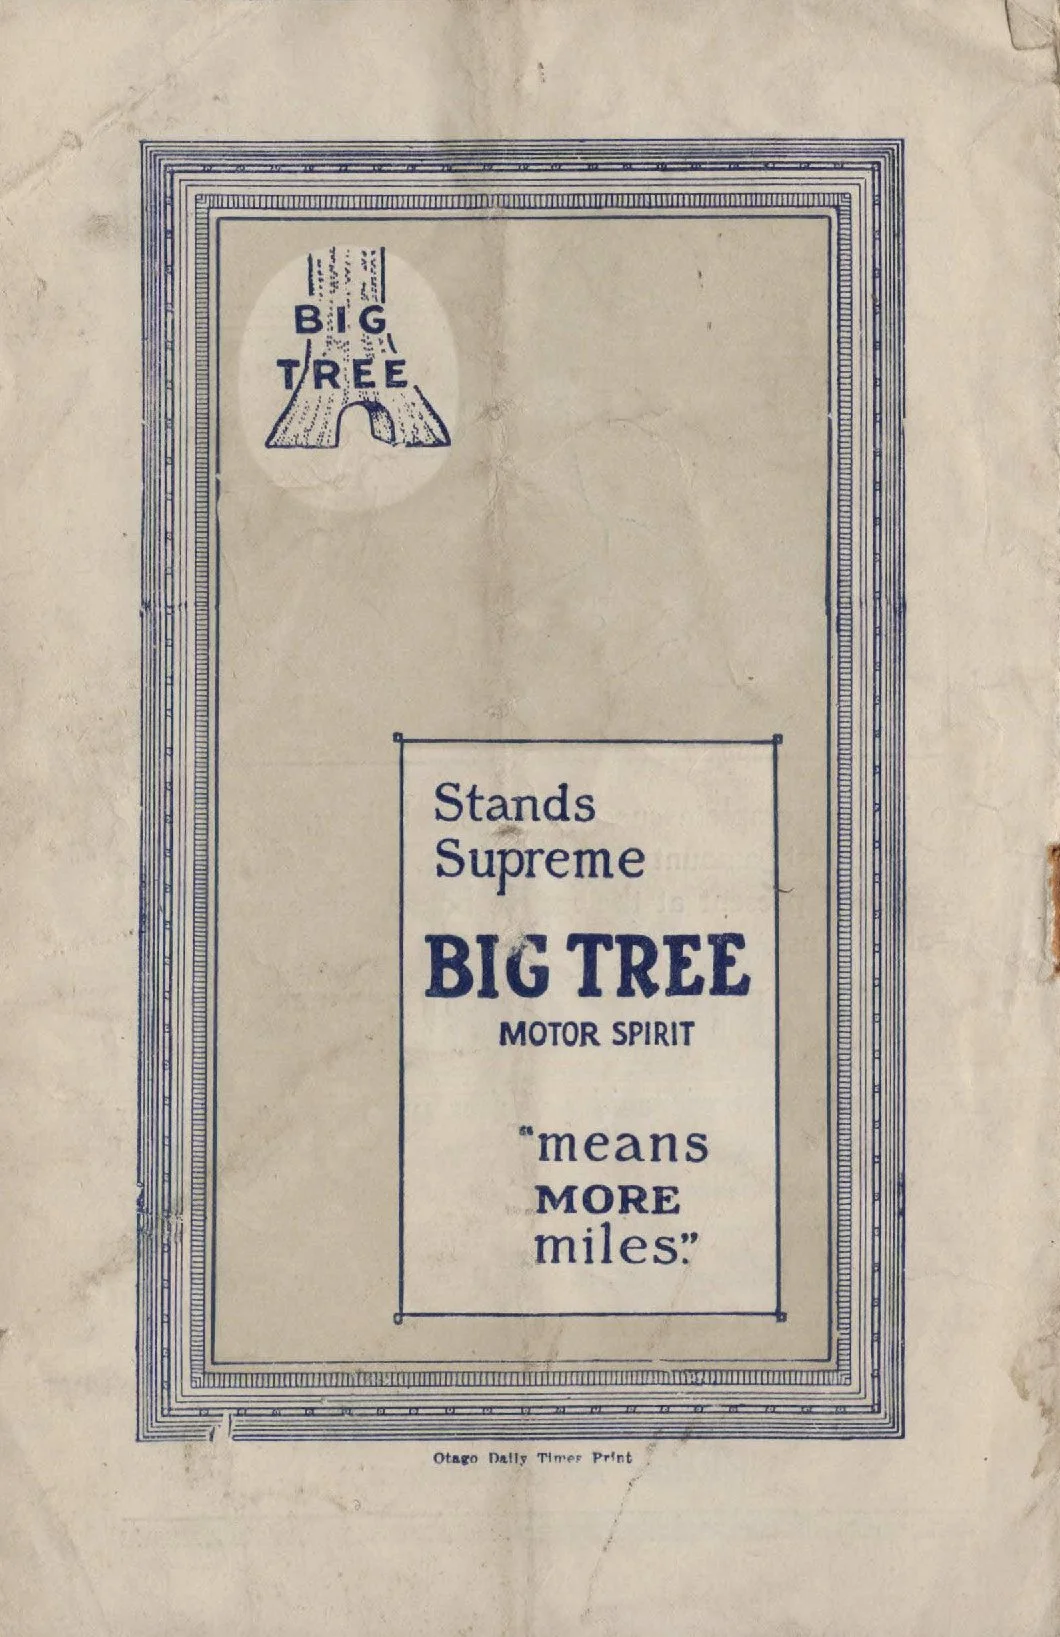 BIG
TREE
Stands
Supreme
BIG TREE
MOTOR SPIRIT
"means
MORE
miles."
Otago Daily Times Print